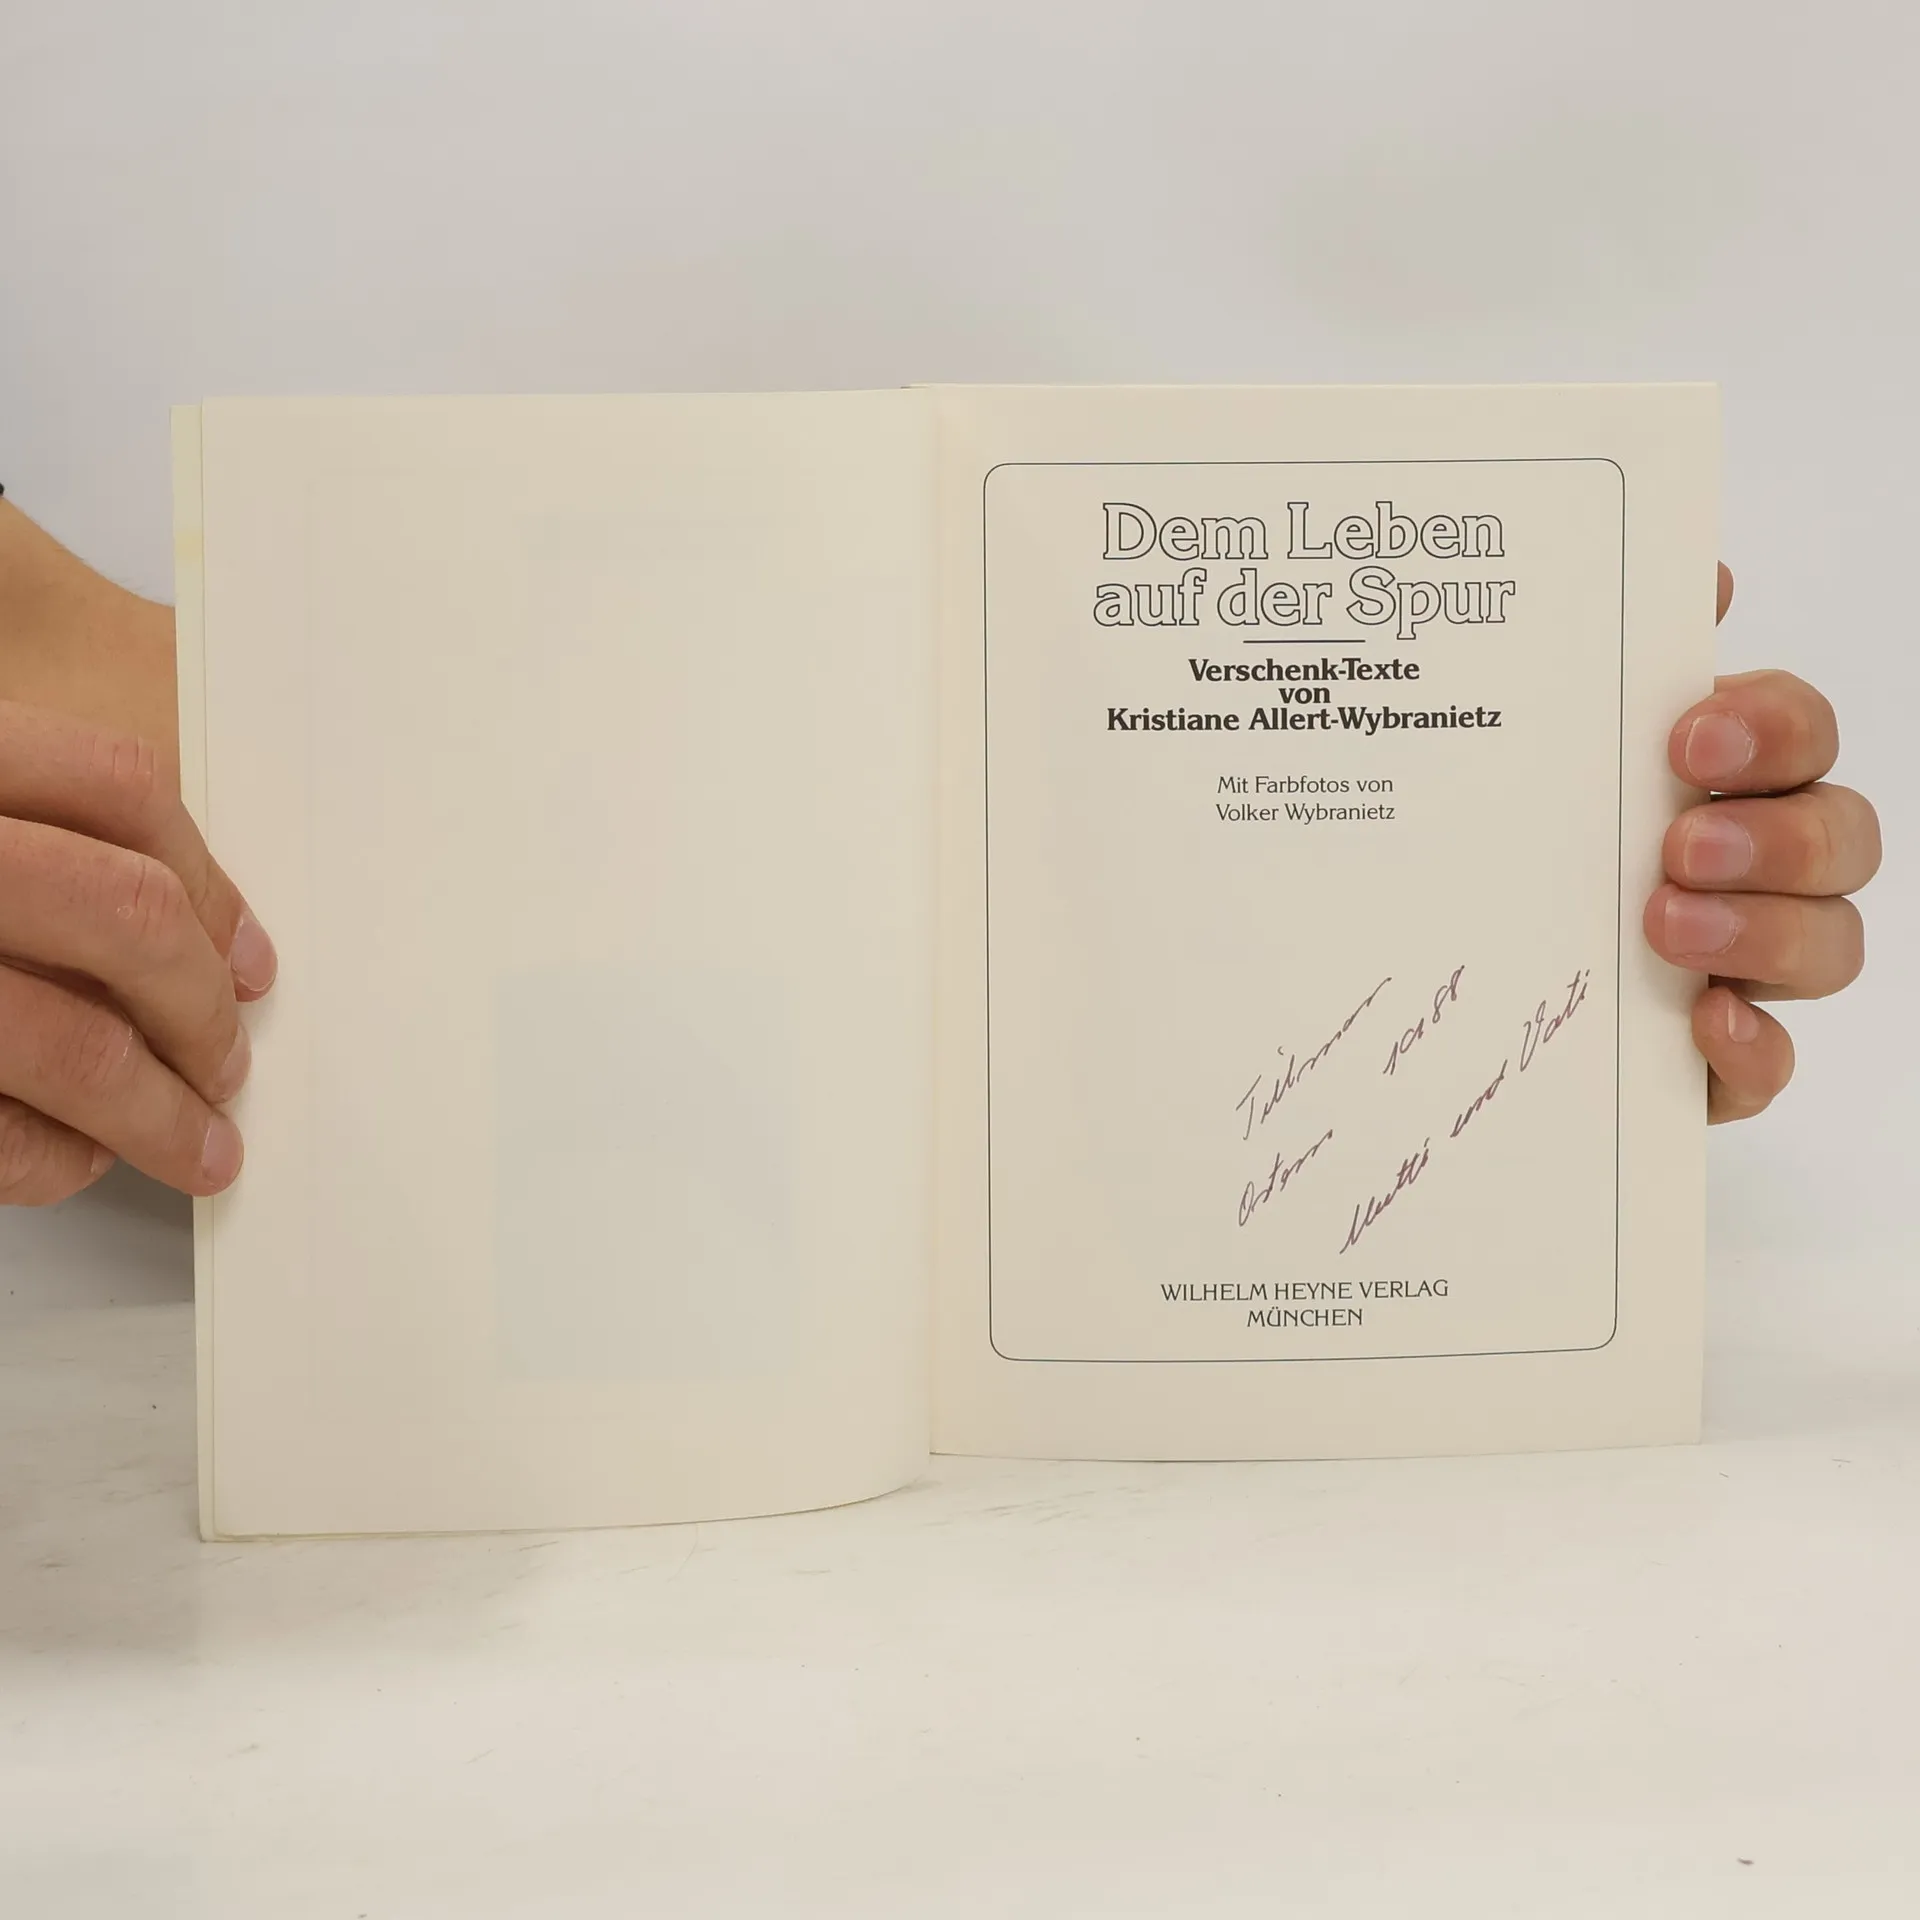 Dem Leben
auf der Spur
Verschenk-Texte
von
Kristiane Allert-Wybranietz
Mit Farbfotos von
Volker Wybranietz
Tilman
Ostern 1988
Mutti und Vati
WILHELM HEYNE VERLAG
MÜNCHEN